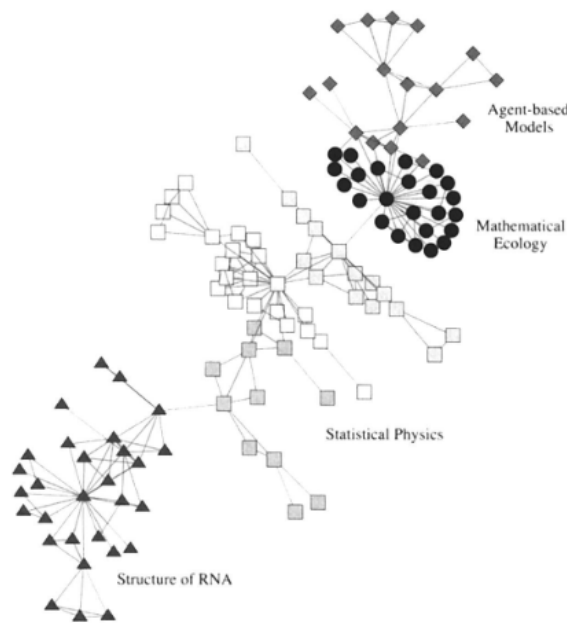 Agent-based
Models
Mathematical
Ecology
Statistical Physics
Structure of RNA